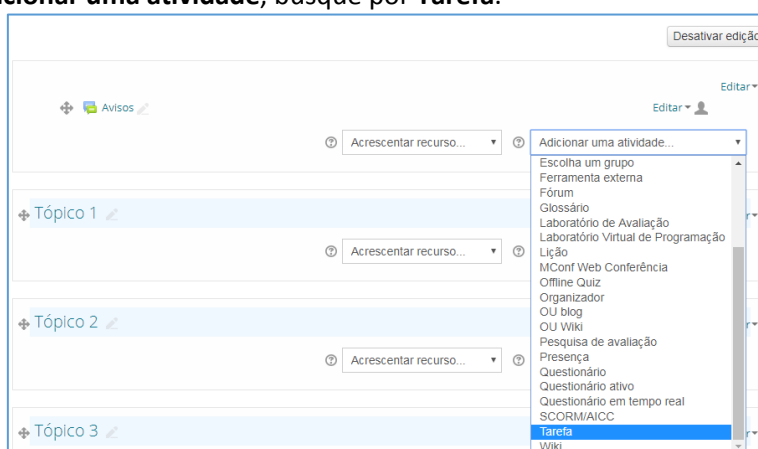 cionar uma atividade, busque por Tarefa.
Desativar edição
Editar
Avisos
Editar
Acrescentar recurso...
Adicionar uma atividade...
Escolha um grupo
Ferramenta externa
Fórum
Glossário
Laboratório de Avaliação
Laboratório Virtual de Programação
Lição
MConf Web Conferência
Offline Quiz
Organizador
OU blog
OU Wiki
Pesquisa de avaliação
Presença
Questionário
Questionário ativo
Questionário em tempo real
SCORM/AICC
Tarefa
Wiki
Tópico 1
Acrescentar recurso...
Tópico 2
Acrescentar recurso...
Tópico 3